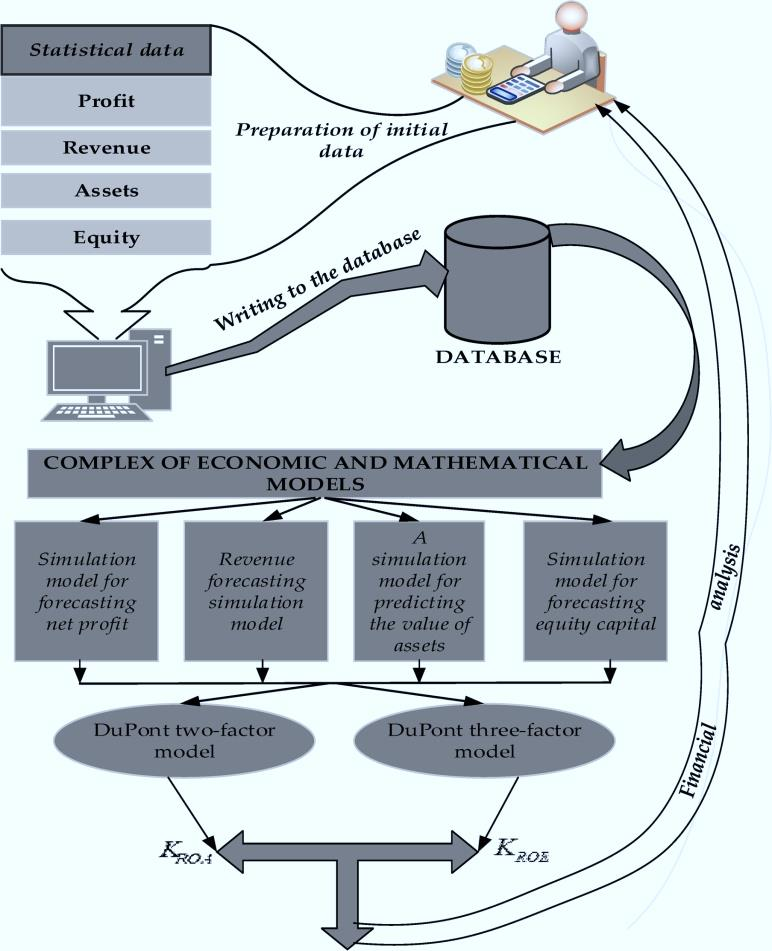 Statistical data
Profit
Revenue
Assets
Equity
Preparation of initial
data
Writing to the database
DATABASE
COMPLEX OF ECONOMIC AND MATHEMATICAL
MODELS
Simulation
model for
forecasting
net profit
Revenue
forecasting
simulation
model
A
simulation
model for
predicting
the value of
assets
Simulation
model for
forecasting
equity capital
DuPont two-factor
model
DuPont three-factor
model
K_ROA
K_ROE
Financial
analysis